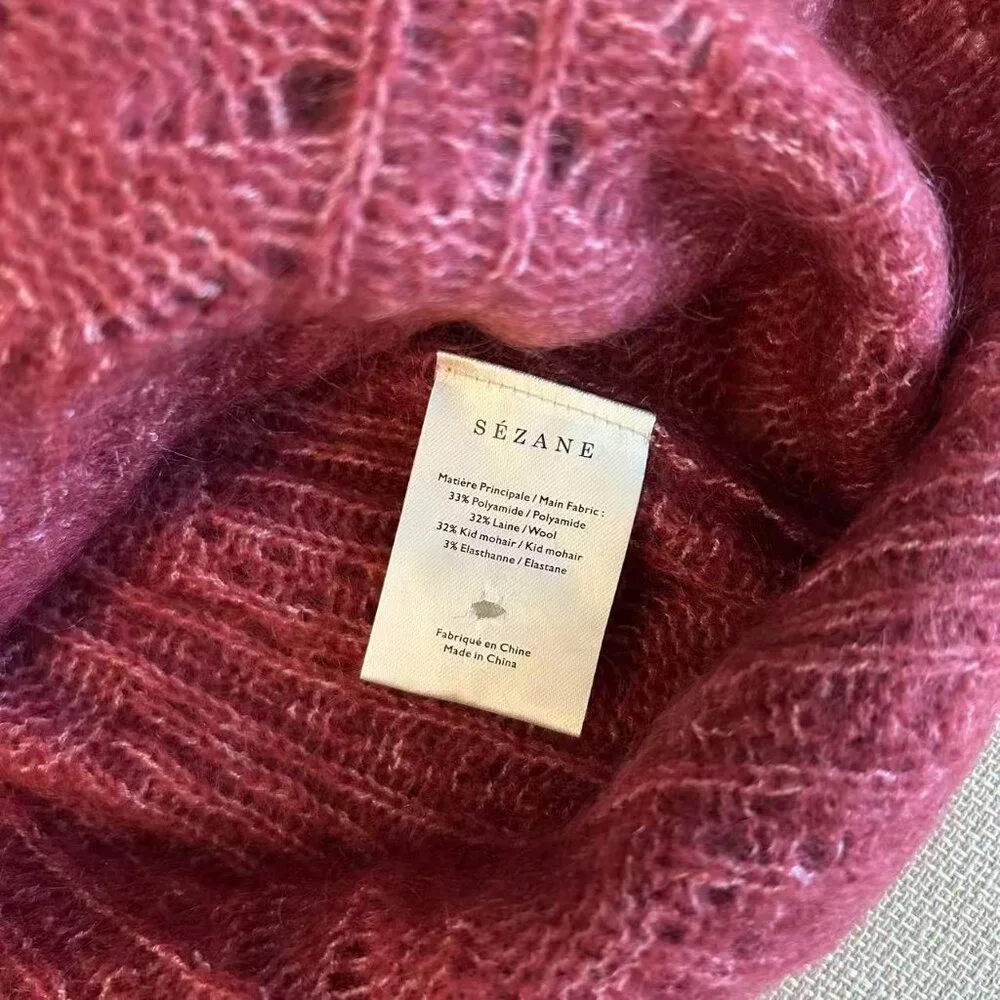 SÉZANE
Matière Principale / Main Fabric :
33% Polyamide / Polyamide
32% Laine / Wool
32% Kid mohair / Kid mohair
3% Elasthanne / Elastane
Fabriqué en Chine
Made in China